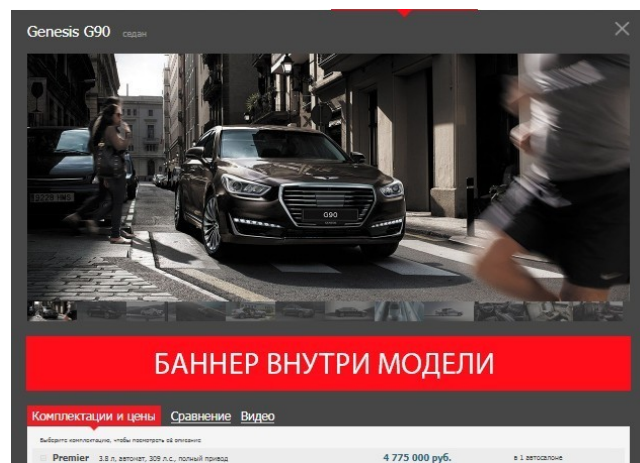 Genesis G90 седан
G90
БАННЕР ВНУТРИ МОДЕЛИ
Комплектации и цены Сравнение Видео
Выберите комплектацию, чтобы посмотреть её описание
Premier 3.8 л, автомат, 309 л.с., полный привод 4 775 000 руб. в 1 автосалоне